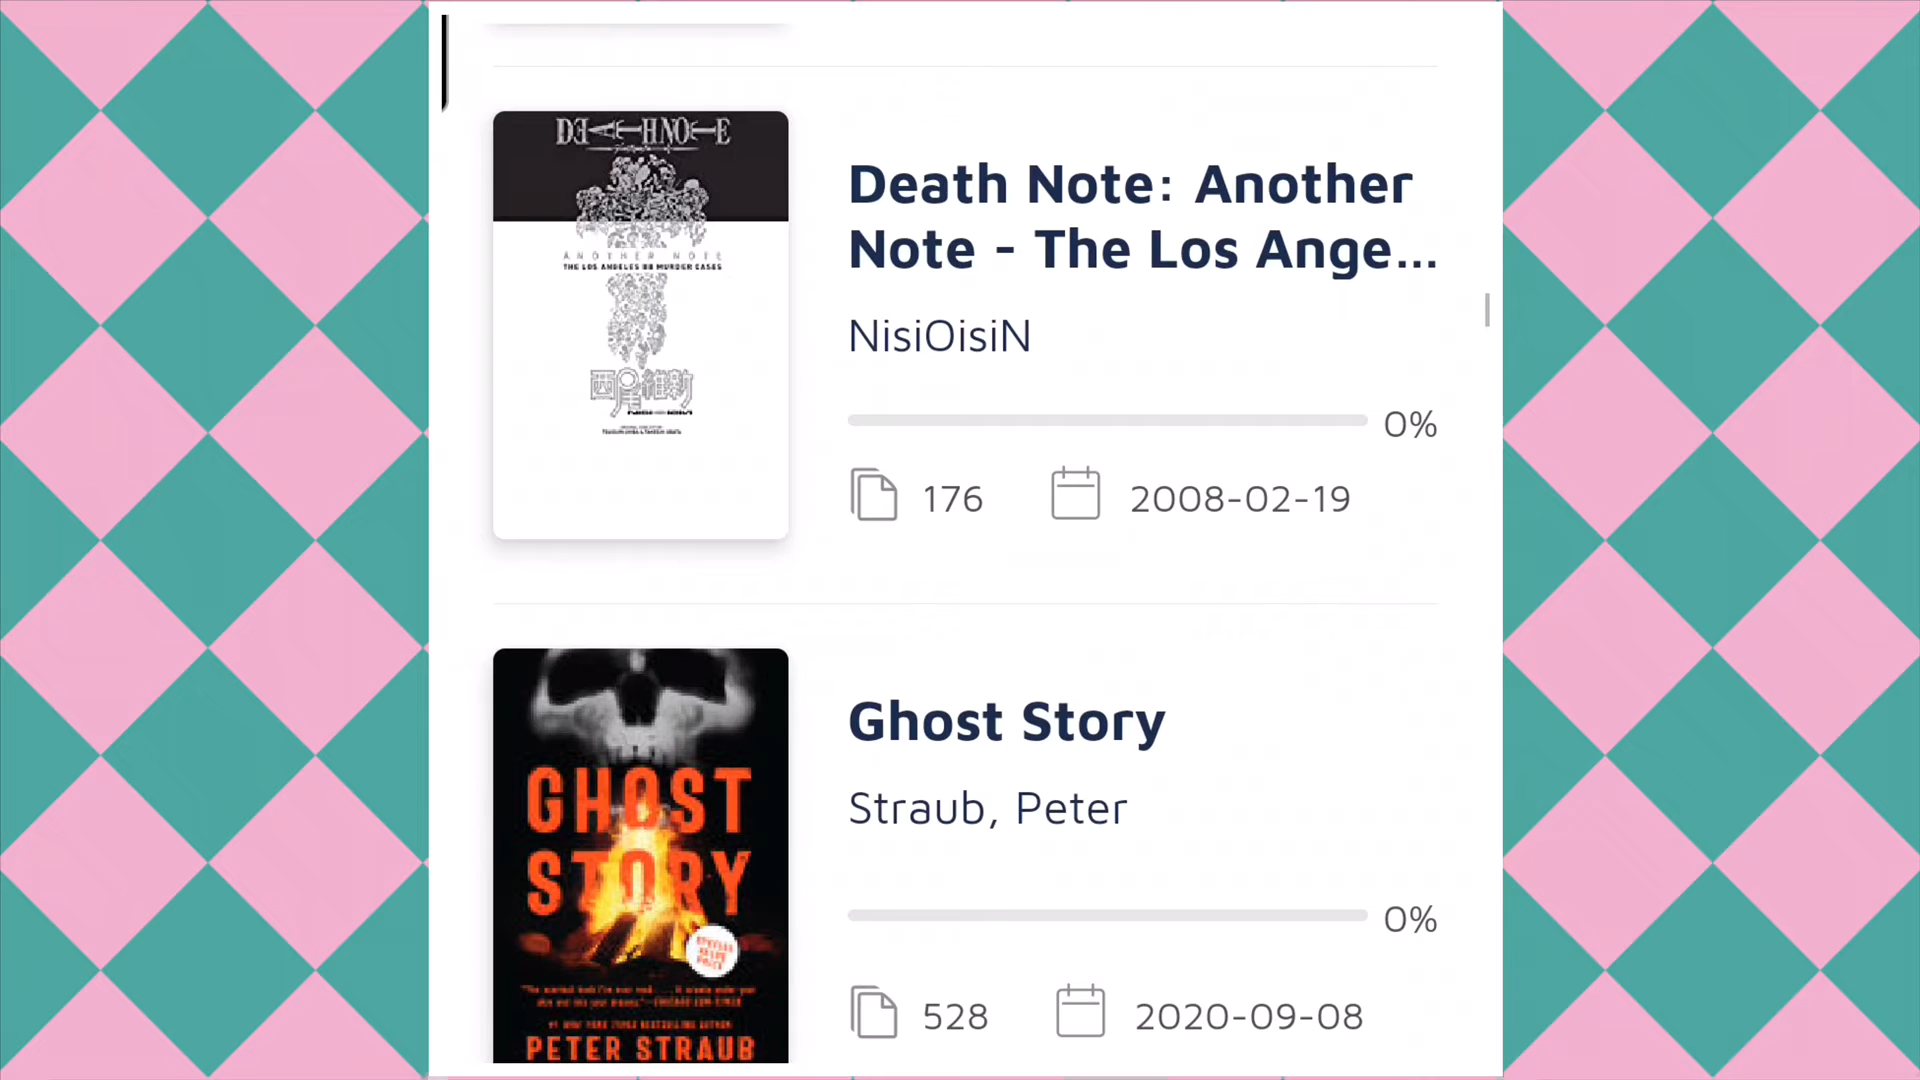 DEATHNOTE
ANOTHER NOTE
THE LOS ANGELES BB MURDER CASES
西尾維新
Death Note: Another
Note - The Los Ange...
NisiOisiN
0%
176
2008-02-19
GHOST
STORY
PETER STRAUB
Ghost Story
Straub, Peter
0%
528
2020-09-08